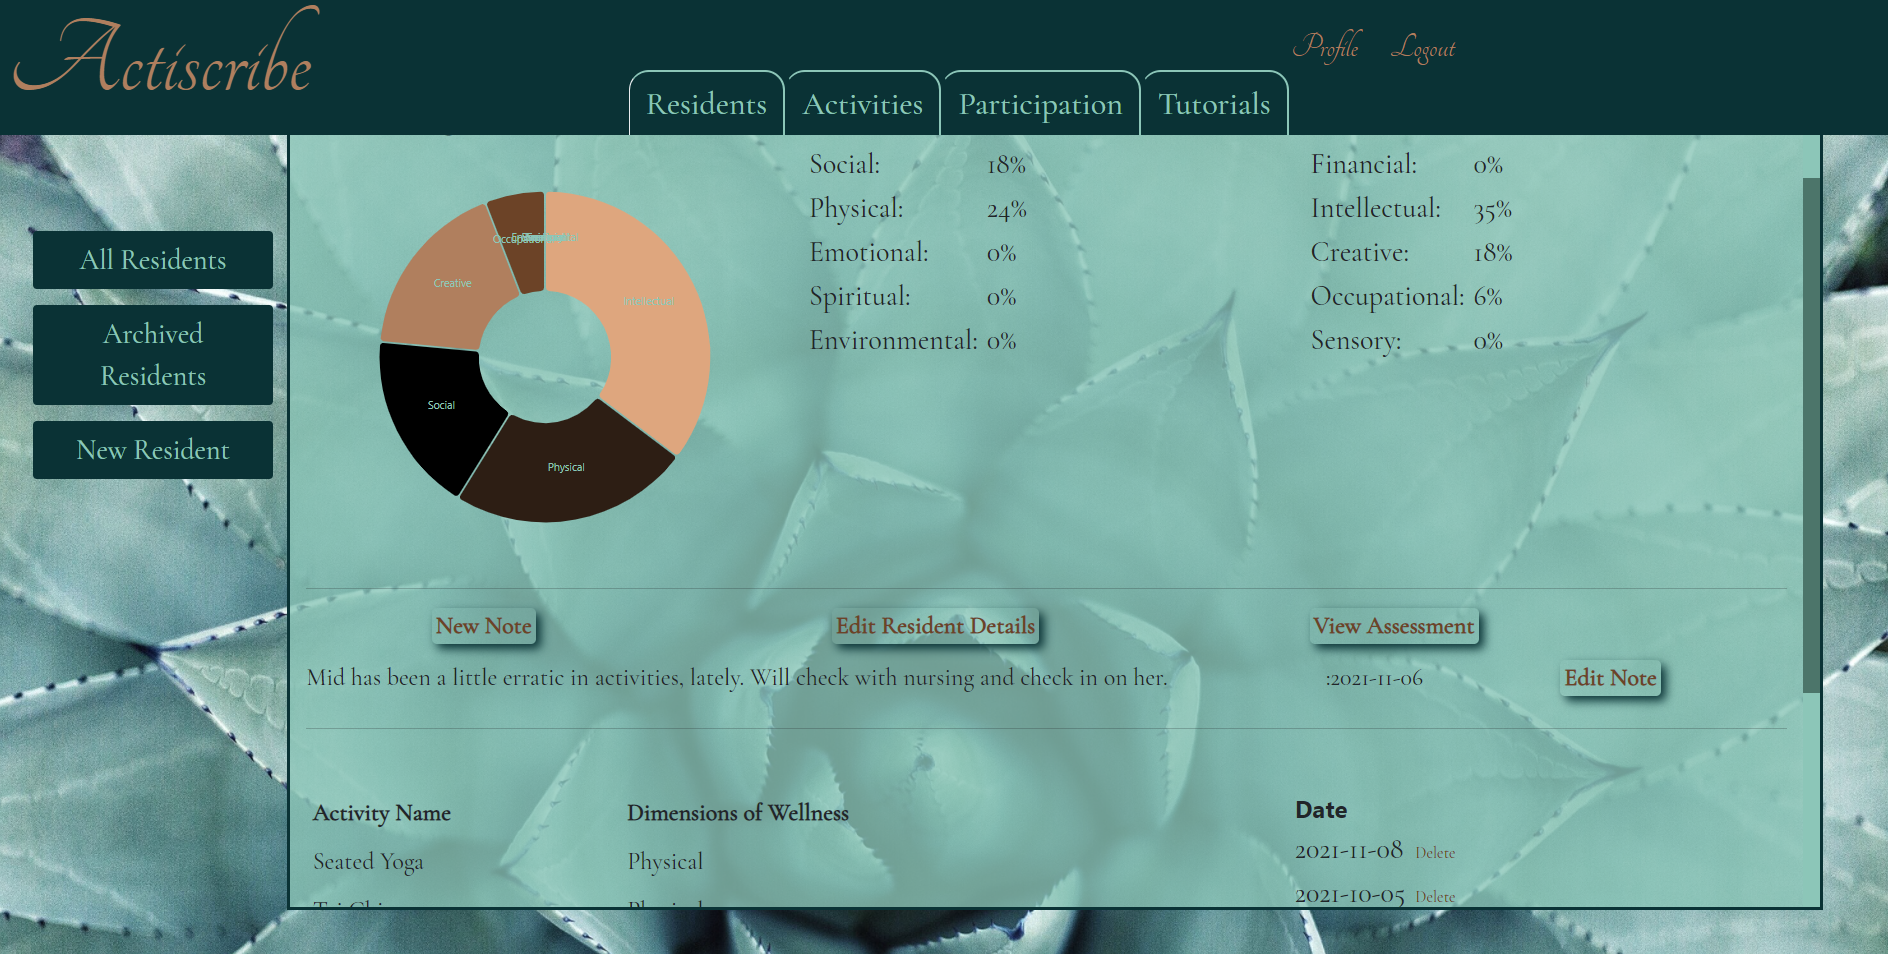 Actiscribe
Profile Logout
Residents Activities Participation Tutorials
All Residents
Archived
Residents
New Resident
Social: 18%
Physical: 24%
Emotional: 0%
Spiritual: 0%
Environmental: 0%
Financial: 0%
Intellectual: 35%
Creative: 18%
Occupational: 6%
Sensory: 0%
Creative
Intellectual
Social
Physical
New Note Edit Resident Details View Assessment
Mid has been a little erratic in activities, lately. Will check with nursing and check in on her. :2021-11-06 Edit Note
Activity Name Dimensions of Wellness Date
Seated Yoga Physical 2021-11-08 Delete
2021-10-05 Delete